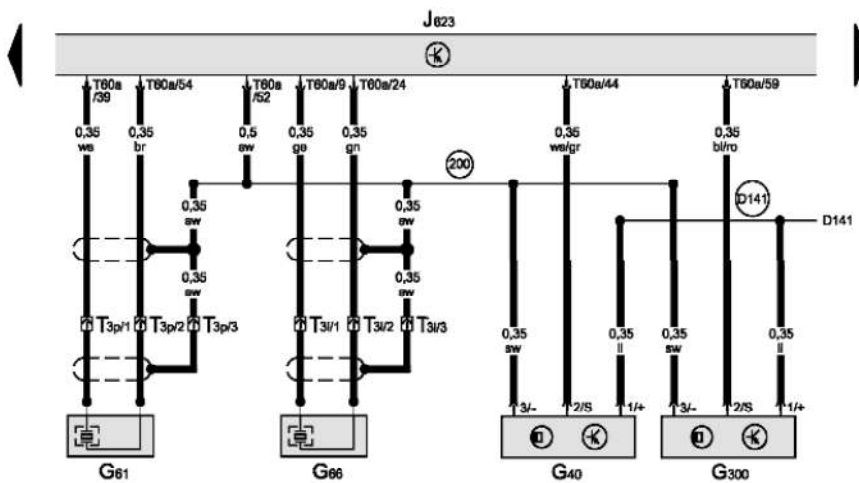 J623
T60a/39 T60a/54 T60a/52 T60a/9 T60a/24 T60a/44 T60a/59
0,35 ws 0,35 br 0,5 sw 0,35 ge 0,35 gn 0,35 ws/gr 0,35 bl/ro
200
0,35 sw 0,35 sw D141
D141
0,35 sw 0,35 sw
T3p/1 T3p/2 T3p/3 T3l/1 T3l/2 T3l/3
0,35 sw 0,35 li 0,35 sw 0,35 li
3/- 2/S 1/+ 3/- 2/S 1/+
G61 G66 G40 G300